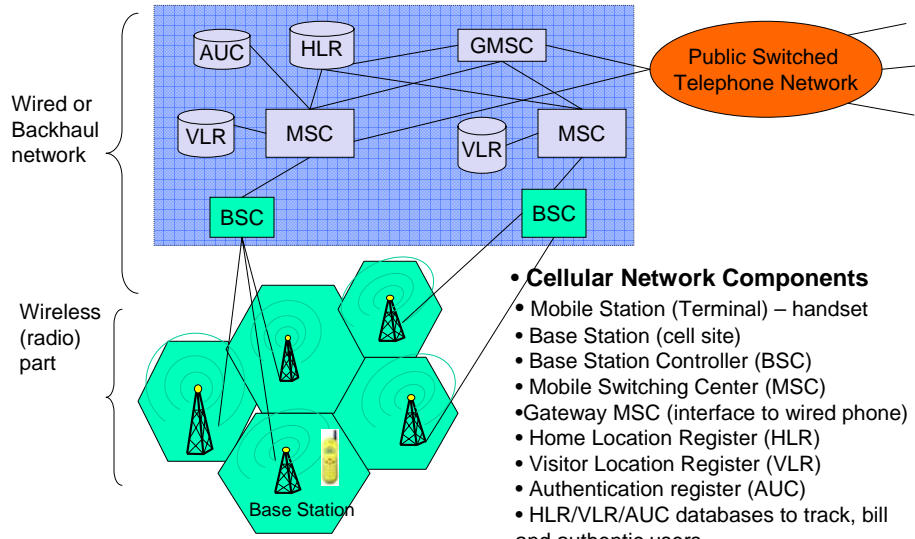 AUC
HLR
GMSC
Public Switched
Telephone Network
Wired or
Backhaul
network
VLR
MSC
VLR
MSC
BSC
BSC
Wireless
(radio)
part
Base Station
• Cellular Network Components
• Mobile Station (Terminal) – handset
• Base Station (cell site)
• Base Station Controller (BSC)
• Mobile Switching Center (MSC)
•Gateway MSC (interface to wired phone)
• Home Location Register (HLR)
• Visitor Location Register (VLR)
• Authentication register (AUC)
• HLR/VLR/AUC databases to track, bill
and authentic users